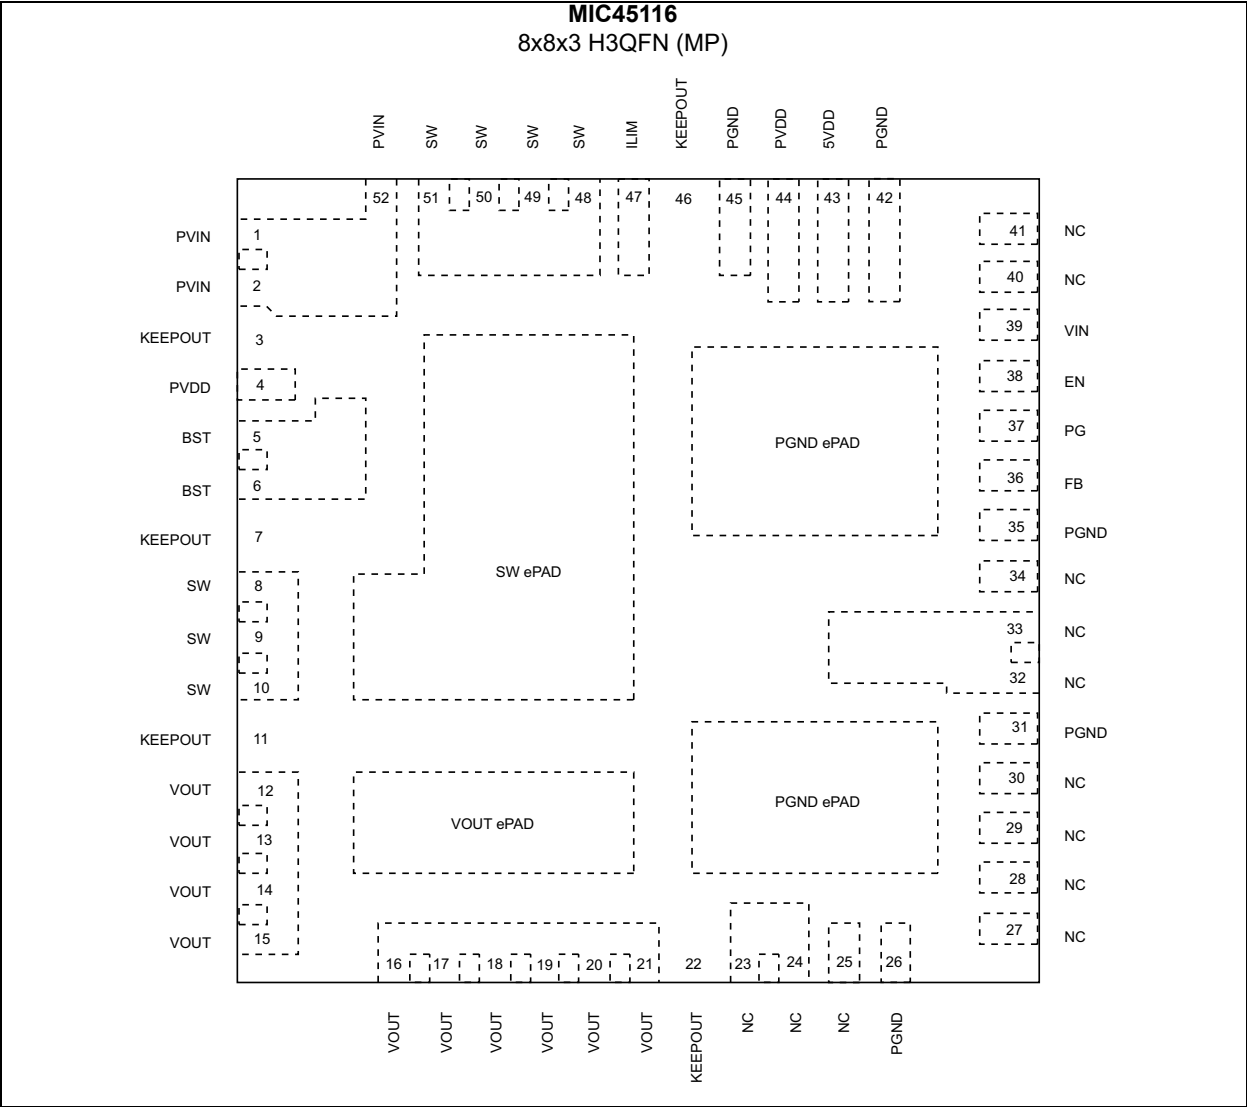 MIC45116
8x8x3 H3QFN (MP)
PVIN
SW
SW
SW
SW
ILIM
KEEPOUT
PGND
PVDD
5VDD
PGND
52
51
50
49
48
47
46
45
44
43
42
PVIN 1
PVIN 2
KEEPOUT 3
PVDD 4
BST 5
BST 6
KEEPOUT 7
SW 8
SW 9
SW 10
KEEPOUT 11
VOUT 12
VOUT 13
VOUT 14
VOUT 15
SW ePAD
VOUT ePAD
PGND ePAD
PGND ePAD
41 NC
40 NC
39 VIN
38 EN
37 PG
36 FB
35 PGND
34 NC
33 NC
32 NC
31 PGND
30 NC
29 NC
28 NC
27 NC
16
17
18
19
20
21
22
23
24
25
26
VOUT
VOUT
VOUT
VOUT
VOUT
VOUT
KEEPOUT
NC
NC
NC
PGND